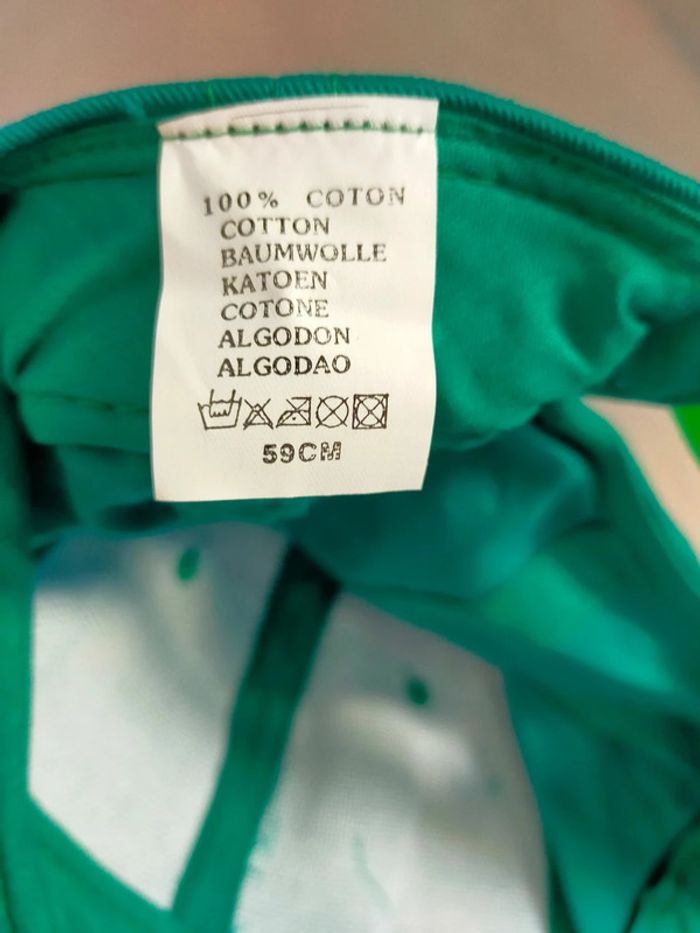 100% COTON
COTTON
BAUMWOLLE
KATOEN
COTONE
ALGODON
ALGODAO
59CM